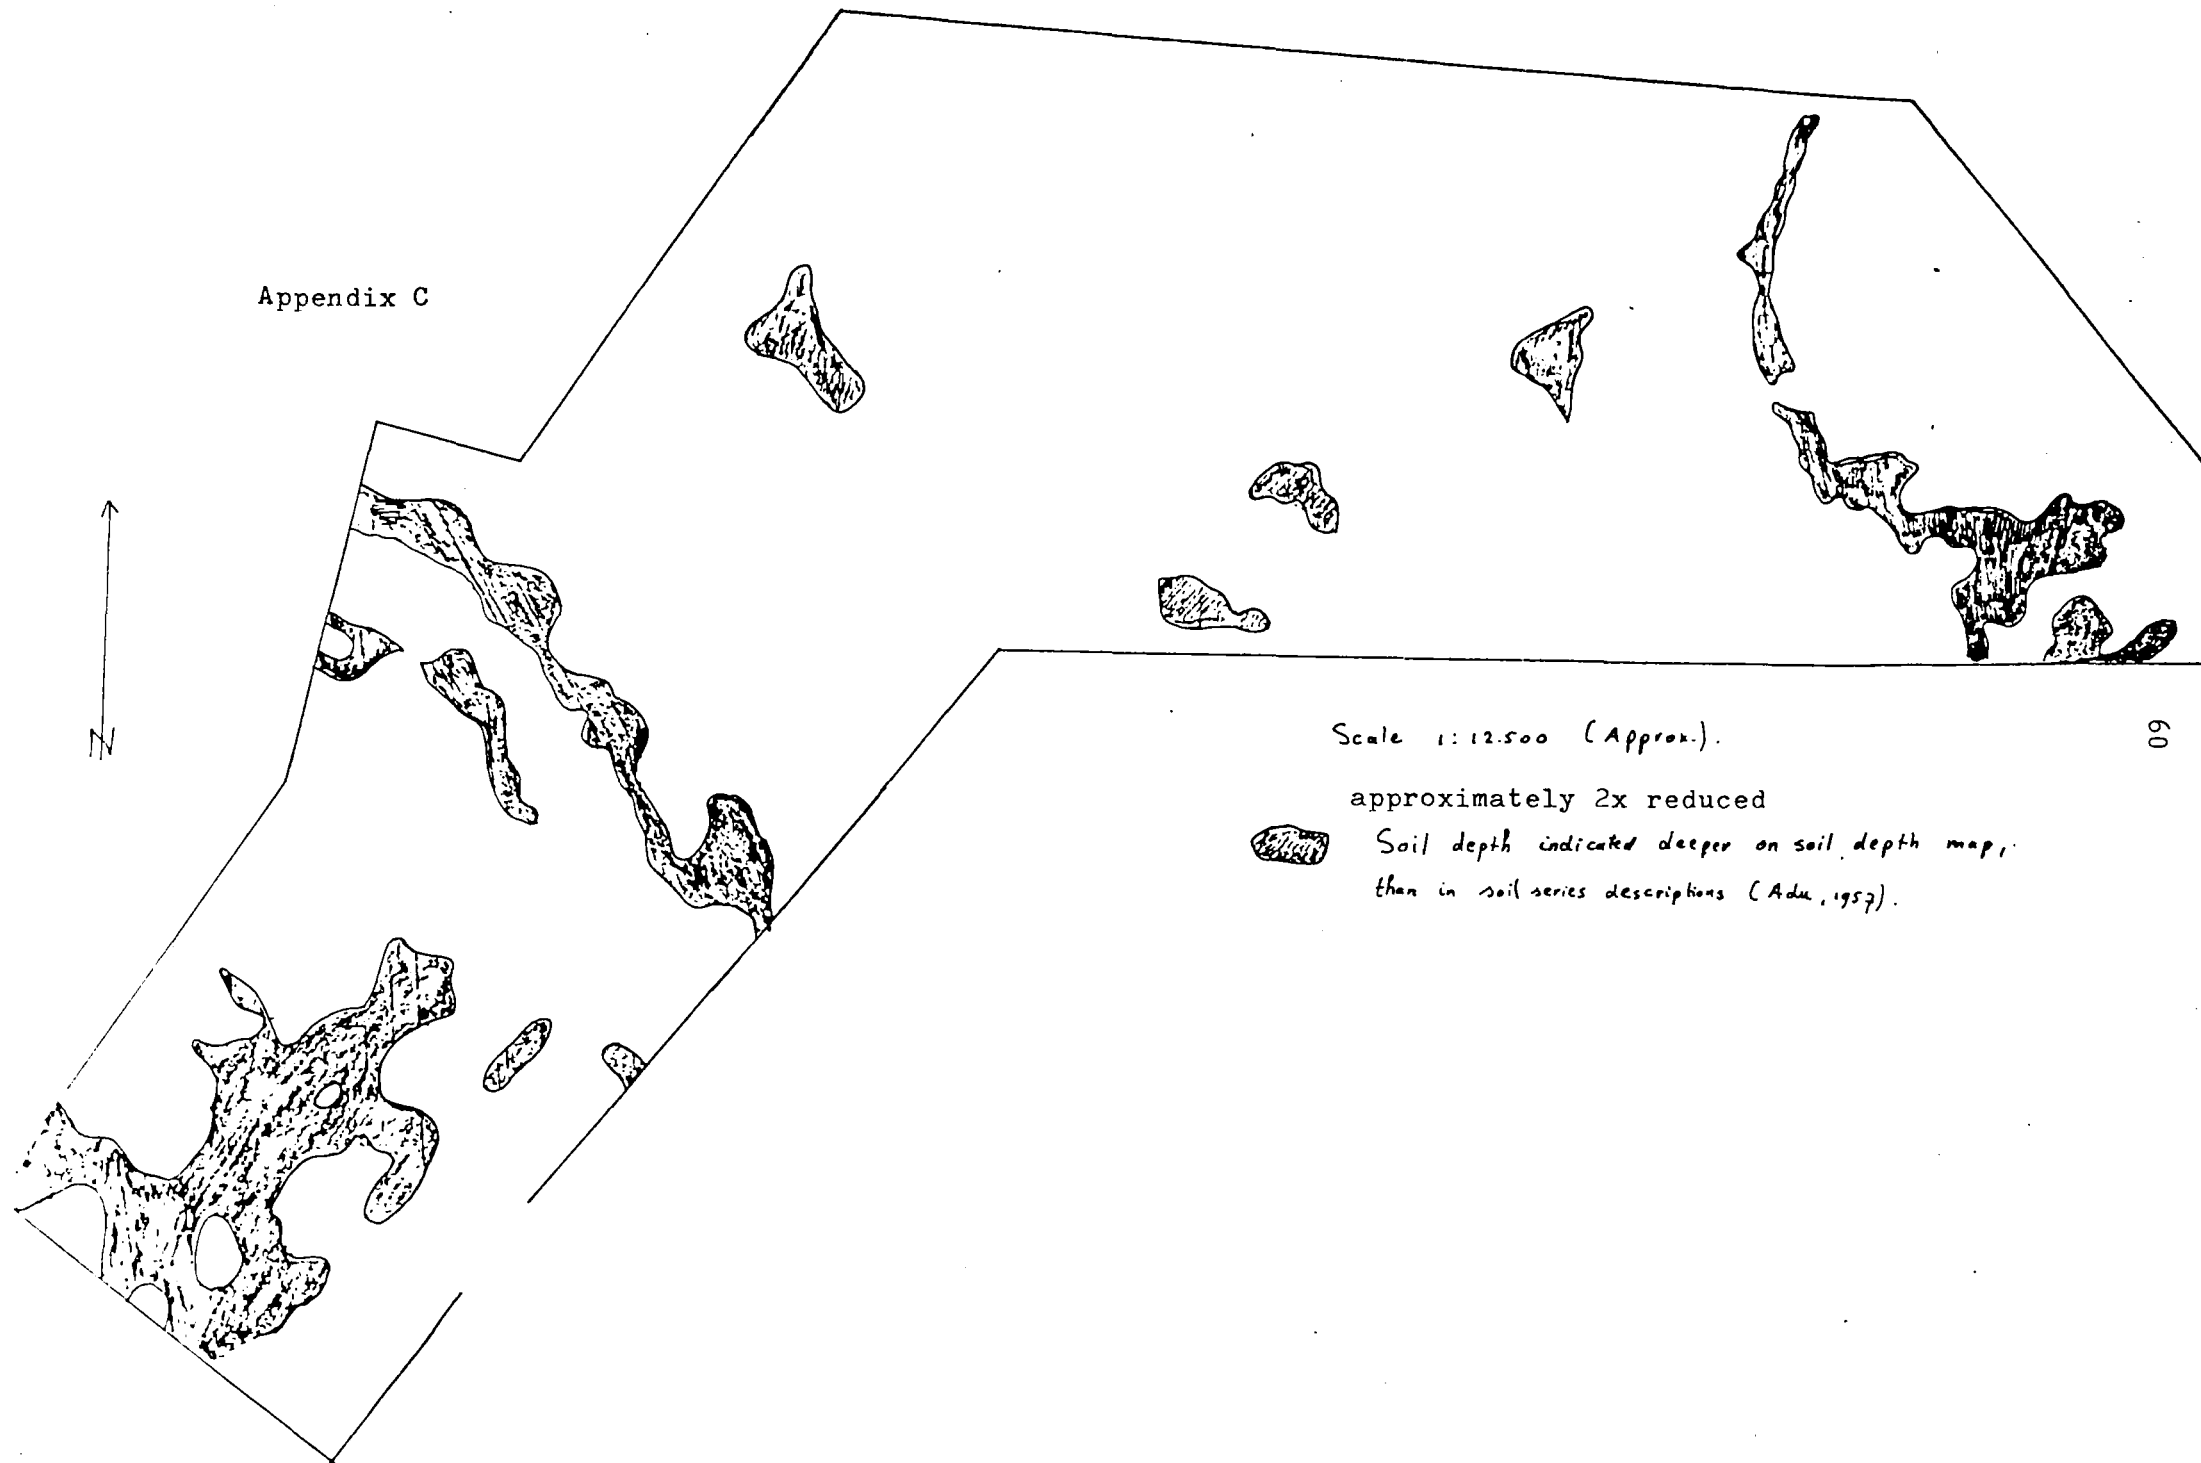 Appendix C
N
Scale 1:12.500 (Approx.).
approximately 2x reduced
Soil depth indicated deeper on soil depth map,
than in soil series descriptions (Adu, 1957).
60